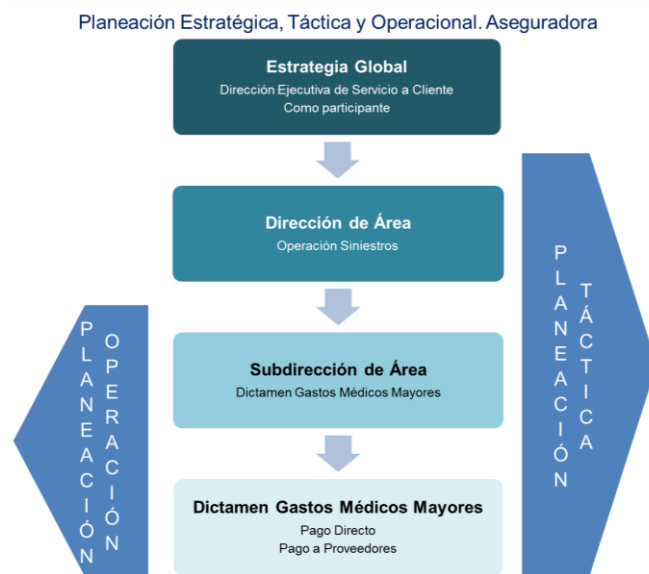 Planeación Estratégica, Táctica y Operacional. Aseguradora
Estrategia Global
Dirección Ejecutiva de Servicio a Cliente
Como participante
Dirección de Área
Operación Siniestros
Subdirección de Área
Dictamen Gastos Médicos Mayores
Dictamen Gastos Médicos Mayores
Pago Directo
Pago a Proveedores
PLANEACIÓN
OPERACIÓN
PLANEACIÓN
TÁCTICA